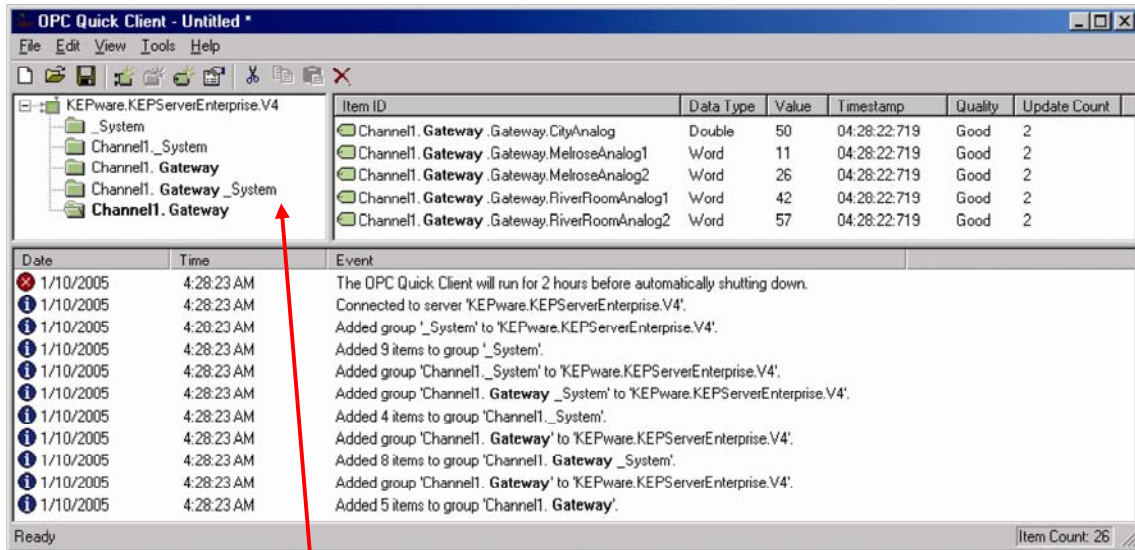 OPC Quick Client - Untitled *
File Edit View Tools Help
KEPware.KEPServerEnterprise.V4
_System
Channel1._System
Channel1. Gateway
Channel1. Gateway _System
Channel1. Gateway
Item ID Data Type Value Timestamp Quality Update Count
Channel1. Gateway .Gateway.CityAnalog Double 50 04:28:22:719 Good 2
Channel1. Gateway .Gateway.MelroseAnalog1 Word 11 04:28:22:719 Good 2
Channel1. Gateway .Gateway.MelroseAnalog2 Word 26 04:28:22:719 Good 2
Channel1. Gateway .Gateway.RiverRoomAnalog1 Word 42 04:28:22:719 Good 2
Channel1. Gateway .Gateway.RiverRoomAnalog2 Word 57 04:28:22:719 Good 2
Date Time Event
1/10/2005 4:28:23 AM The OPC Quick Client will run for 2 hours before automatically shutting down.
1/10/2005 4:28:23 AM Connected to server 'KEPware.KEPServerEnterprise.V4'.
1/10/2005 4:28:23 AM Added group '_System' to 'KEPware.KEPServerEnterprise.V4'.
1/10/2005 4:28:23 AM Added 9 items to group '_System'.
1/10/2005 4:28:23 AM Added group 'Channel1._System' to 'KEPware.KEPServerEnterprise.V4'.
1/10/2005 4:28:23 AM Added group 'Channel1. Gateway _System' to 'KEPware.KEPServerEnterprise.V4'.
1/10/2005 4:28:23 AM Added 4 items to group 'Channel1._System'.
1/10/2005 4:28:23 AM Added group 'Channel1. Gateway' to 'KEPware.KEPServerEnterprise.V4'.
1/10/2005 4:28:23 AM Added 8 items to group 'Channel1. Gateway _System'.
1/10/2005 4:28:23 AM Added group 'Channel1. Gateway' to 'KEPware.KEPServerEnterprise.V4'.
1/10/2005 4:28:23 AM Added 5 items to group 'Channel1. Gateway'.
Ready Item Count: 26